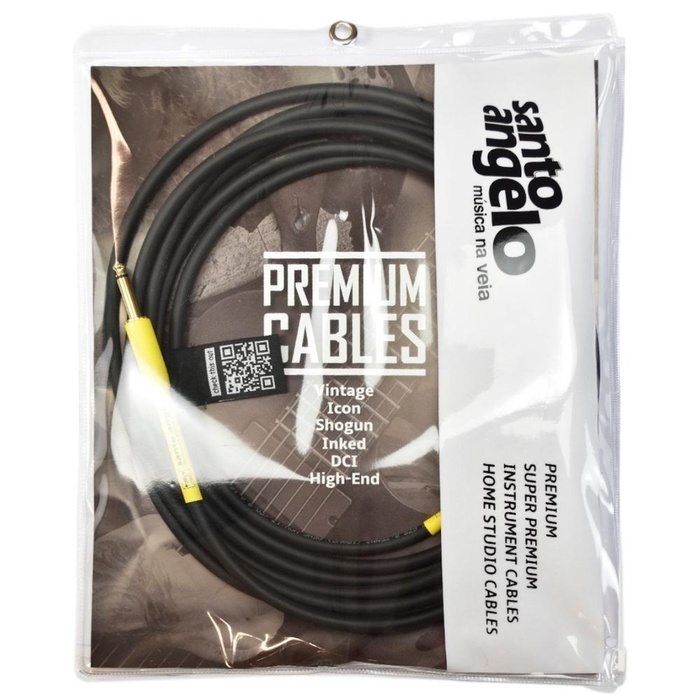 santo
angelo
música na veia
PREMIUM
CABLES
Vintage
Icon
Shogun
Inked
DCI
High-End
PREMIUM
SUPER PREMIUM
INSTRUMENT CABLES
HOME STUDIO CABLES